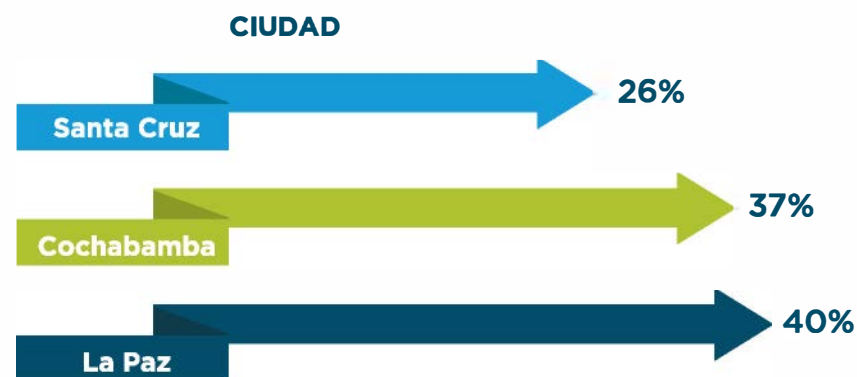 CIUDAD
Santa Cruz
26%
Cochabamba
37%
La Paz
40%